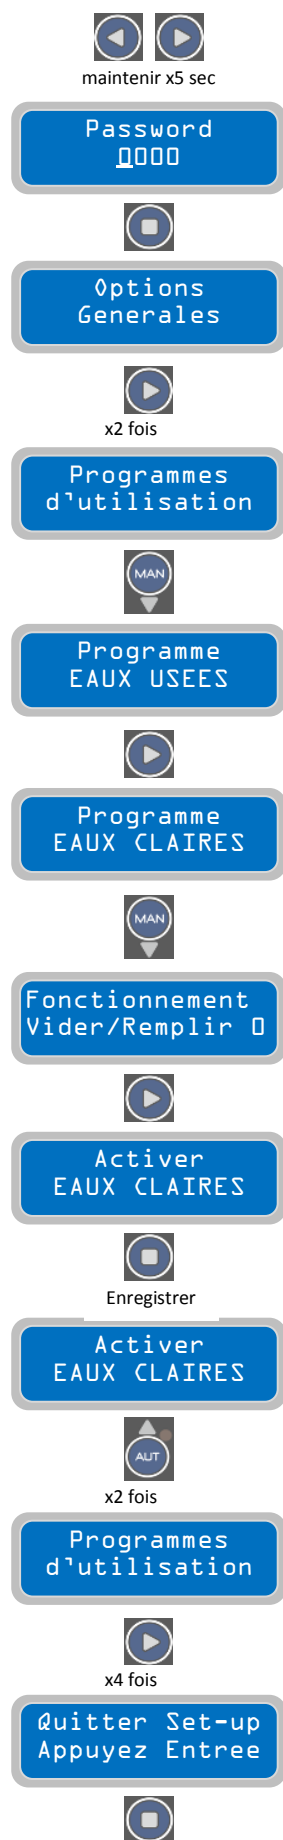 maintenir x5 sec
Password
0000
Options
Generales
x2 fois
Programmes
d'utilisation
MAN
Programme
EAUX USEES
Programme
EAUX CLAIRES
MAN
Fonctionnement
Vider/Remplir 0
Activer
EAUX CLAIRES
Enregistrer
Activer
EAUX CLAIRES
AUT
x2 fois
Programmes
d'utilisation
x4 fois
Quitter Set-up
Appuyez Entree